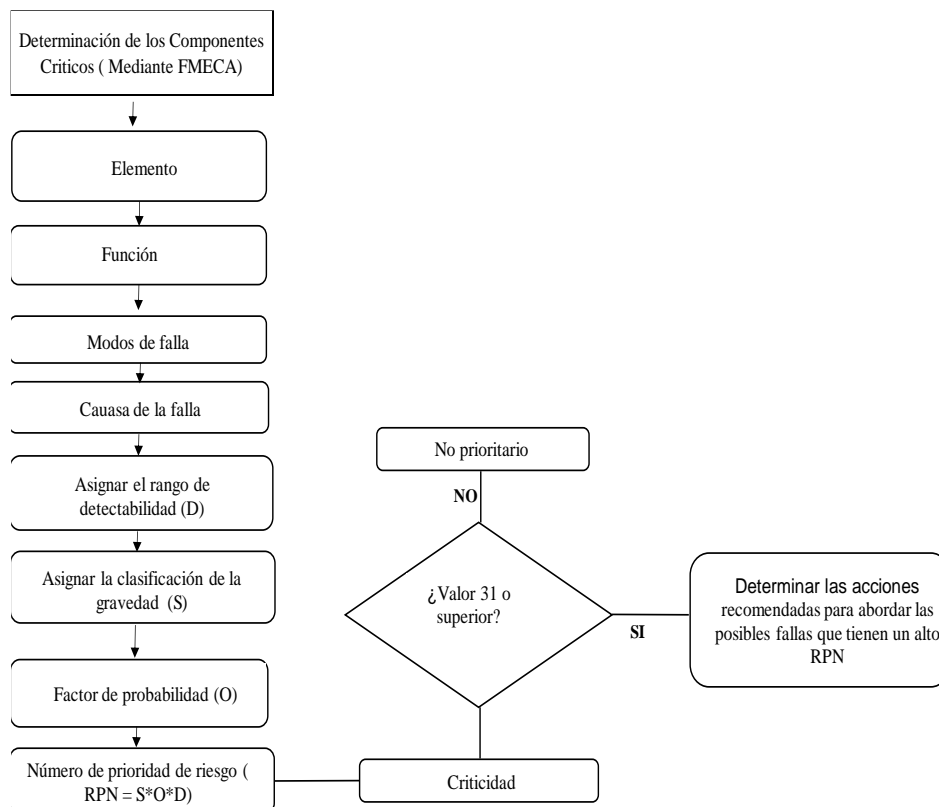 Determinación de los Componentes
Criticos ( Mediante FMECA)
Elemento
Función
Modos de falla
Cauasa de la falla
Asignar el rango de
detectabilidad (D)
Asignar la clasificación de la
gravedad (S)
Factor de probabilidad (O)
Número de prioridad de riesgo (
RPN = S*O*D)
Criticidad
¿Valor 31 o
superior?
NO
No prioritario
SI
Determinar las acciones
recomendadas para abordar las
posibles fallas que tienen un alto
RPN